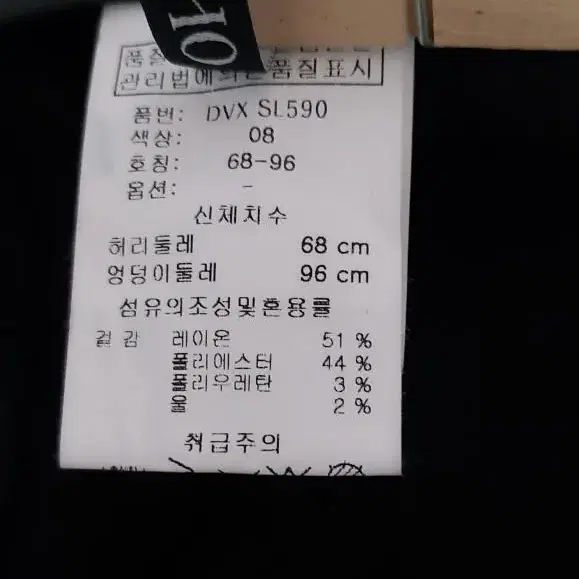 OH
관리법에의한품질표시
품번: DVX SL590
색상: 08
호칭: 68-96
옵션: -
신체치수
허리둘레 68 cm
엉덩이둘레 96 cm
섬유의조성및혼용률
겉감 레이온 51 %
폴리에스터 44 %
폴리우레탄 3 %
울 2 %
취급주의